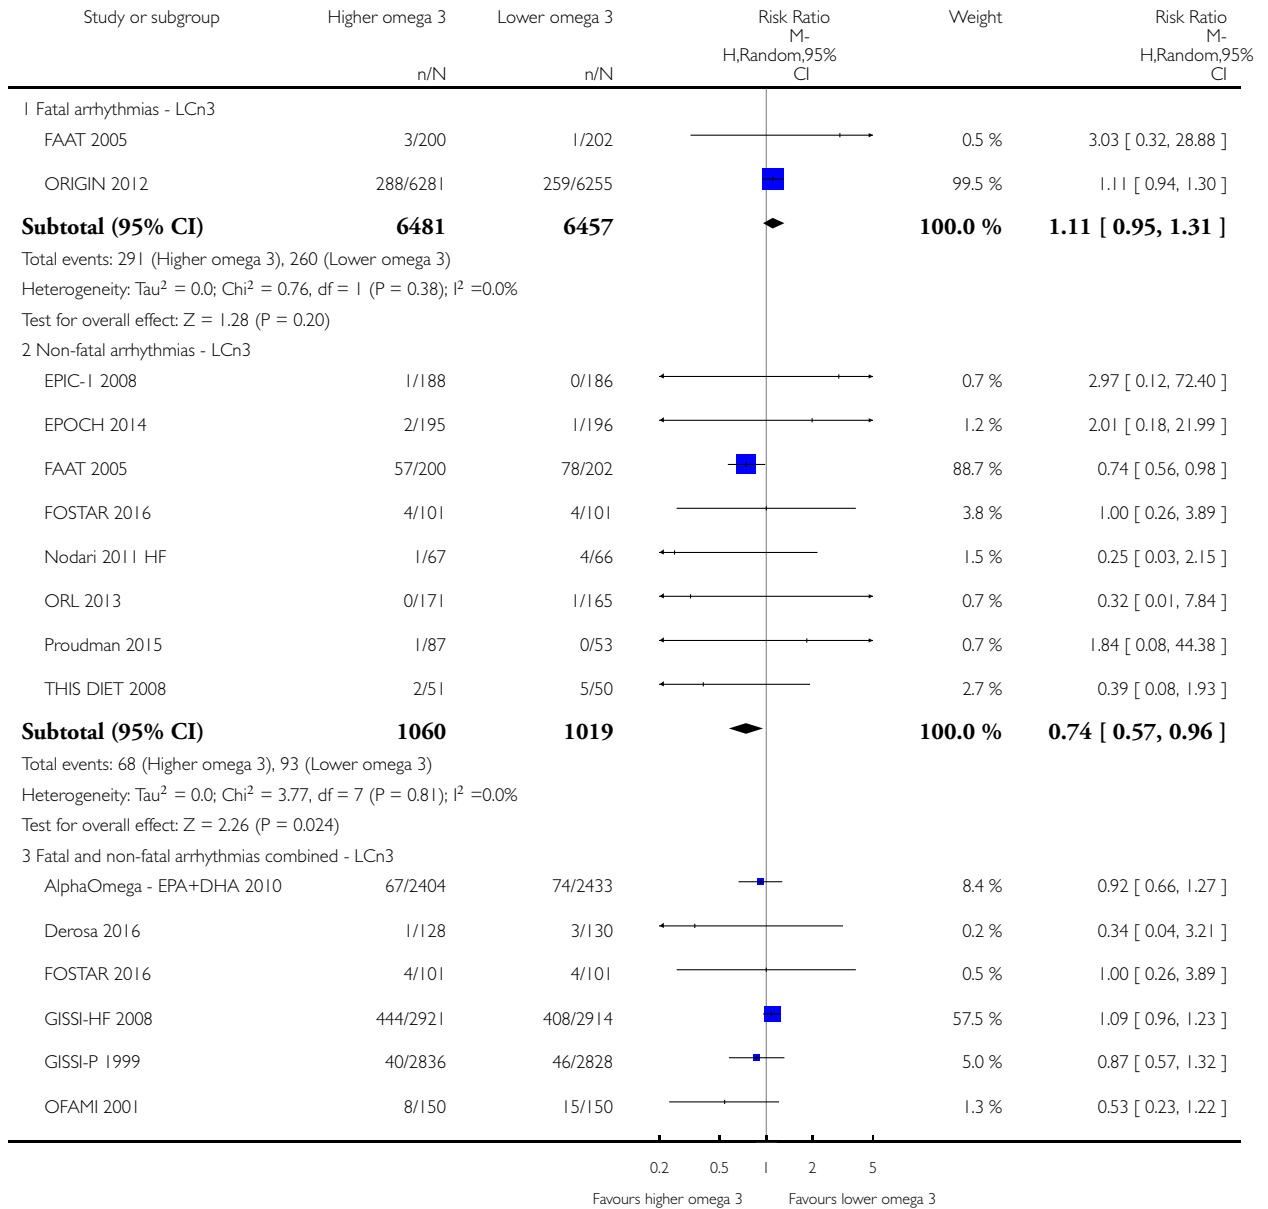 Study or subgroup Higher omega 3 Lower omega 3 Risk Ratio Weight Risk Ratio
M- M-
H,Random,95% H,Random,95%
n/N n/N CI CI
1 Fatal arrhythmias - LCn3
FAAT 2005 3/200 1/202 0.5 % 3.03 [ 0.32, 28.88 ]
ORIGIN 2012 288/6281 259/6255 99.5 % 1.11 [ 0.94, 1.30 ]
Subtotal (95% CI) 6481 6457 100.0 % 1.11 [ 0.95, 1.31 ]
Total events: 291 (Higher omega 3), 260 (Lower omega 3)
Heterogeneity: Tau² = 0.0; Chi² = 0.76, df = 1 (P = 0.38); I² =0.0%
Test for overall effect: Z = 1.28 (P = 0.20)
2 Non-fatal arrhythmias - LCn3
EPIC-1 2008 1/188 0/186 0.7 % 2.97 [ 0.12, 72.40 ]
EPOCH 2014 2/195 1/196 1.2 % 2.01 [ 0.18, 21.99 ]
FAAT 2005 57/200 78/202 88.7 % 0.74 [ 0.56, 0.98 ]
FOSTAR 2016 4/101 4/101 3.8 % 1.00 [ 0.26, 3.89 ]
Nodari 2011 HF 1/67 4/66 1.5 % 0.25 [ 0.03, 2.15 ]
ORL 2013 0/171 1/165 0.7 % 0.32 [ 0.01, 7.84 ]
Proudman 2015 1/87 0/53 0.7 % 1.84 [ 0.08, 44.38 ]
THIS DIET 2008 2/51 5/50 2.7 % 0.39 [ 0.08, 1.93 ]
Subtotal (95% CI) 1060 1019 100.0 % 0.74 [ 0.57, 0.96 ]
Total events: 68 (Higher omega 3), 93 (Lower omega 3)
Heterogeneity: Tau² = 0.0; Chi² = 3.77, df = 7 (P = 0.81); I² =0.0%
Test for overall effect: Z = 2.26 (P = 0.024)
3 Fatal and non-fatal arrhythmias combined - LCn3
AlphaOmega - EPA+DHA 2010 67/2404 74/2433 8.4 % 0.92 [ 0.66, 1.27 ]
Derosa 2016 1/128 3/130 0.2 % 0.34 [ 0.04, 3.21 ]
FOSTAR 2016 4/101 4/101 0.5 % 1.00 [ 0.26, 3.89 ]
GISSI-HF 2008 444/2921 408/2914 57.5 % 1.09 [ 0.96, 1.23 ]
GISSI-P 1999 40/2836 46/2828 5.0 % 0.87 [ 0.57, 1.32 ]
OFAMI 2001 8/150 15/150 1.3 % 0.53 [ 0.23, 1.22 ]
0.2 0.5 1 2 5
Favours higher omega 3 Favours lower omega 3